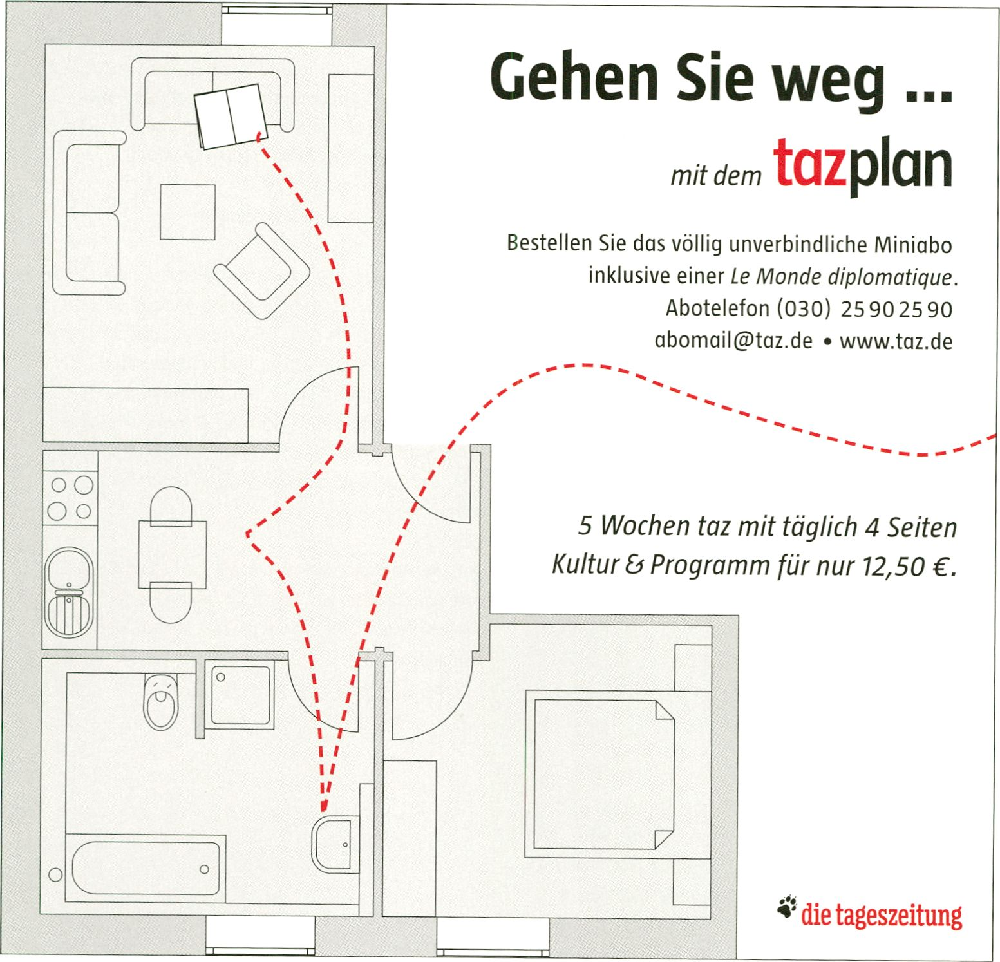 Gehen Sie weg ...
mit dem tazplan
Bestellen Sie das völlig unverbindliche Miniabo
inklusive einer Le Monde diplomatique.
Abotelefon (030) 25 90 25 90
abomail@taz.de • www.taz.de
5 Wochen taz mit täglich 4 Seiten
Kultur & Programm für nur 12,50 €.
die tageszeitung